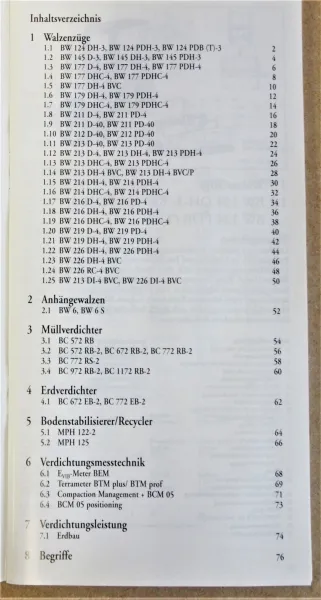 Inhaltsverzeichnis
1 Walzenzüge
1.1 BW 124 DH-3, BW 124 PDH-3, BW 124 PDB (T)-3 2
1.2 BW 145 D-3, BW 145 DH-3, BW 145 PDH-3 4
1.3 BW 177 D-4, BW 177 DH-4, BW 177 PDH-4 6
1.4 BW 177 DHC-4, BW 177 PDHC-4 8
1.5 BW 177 DH-4 BVC 10
1.6 BW 179 DH-4, BW 179 PDH-4 12
1.7 BW 179 DHC-4, BW 179 PDHC-4 14
1.8 BW 211 D-4, BW 211 PD-4 16
1.9 BW 211 D-40, BW 211 PD-40 18
1.10 BW 212 D-40, BW 212 PD-40 20
1.11 BW 213 D-40, BW 213 PD-40 22
1.12 BW 213 D-4, BW 213 DH-4, BW 213 PDH-4 24
1.13 BW 213 DHC-4, BW 213 PDHC-4 26
1.14 BW 213 DH-4 BVC, BW 213 DH-4 BVC/P 28
1.15 BW 214 DH-4, BW 214 PDH-4 30
1.16 BW 214 DHC-4, BW 214 PDHC-4 32
1.17 BW 216 D-4, BW 216 PD-4 34
1.18 BW 216 DH-4, BW 216 PDH-4 36
1.19 BW 216 DHC-4, BW 216 PDHC-4 38
1.20 BW 219 D-4, BW 219 PD-4 40
1.21 BW 219 DH-4, BW 219 PDH-4 42
1.22 BW 226 DH-4, BW 226 PDH-4 44
1.23 BW 226 DH-4 BVC 46
1.24 BW 226 RC-4 BVC 48
1.25 BW 213 DI-4 BVC, BW 226 DI-4 BVC 50
2 Anhängewalzen
2.1 BW 6, BW 6 S 52
3 Müllverdichter
3.1 BC 572 RB 54
3.2 BC 572 RB-2, BC 672 RB-2, BC 772 RB-2 56
3.3 BC 772 RS-2 58
3.4 BC 972 RB-2, BC 1172 RB-2 60
4 Erdverdichter
4.1 BC 672 EB-2, BC 772 EB-2 62
5 Bodenstabilisierer/Recycler
5.1 MPH 122-2 64
5.2 MPH 125 66
6 Verdichtungsmesstechnik
6.1 EVIB-Meter BEM 68
6.2 Terrameter BTM plus/ BTM prof 69
6.3 Compaction Management + BCM 05 71
6.4 BCM 05 positioning 73
7 Verdichtungsleistung
7.1 Erdbau 74
8 Begriffe 76